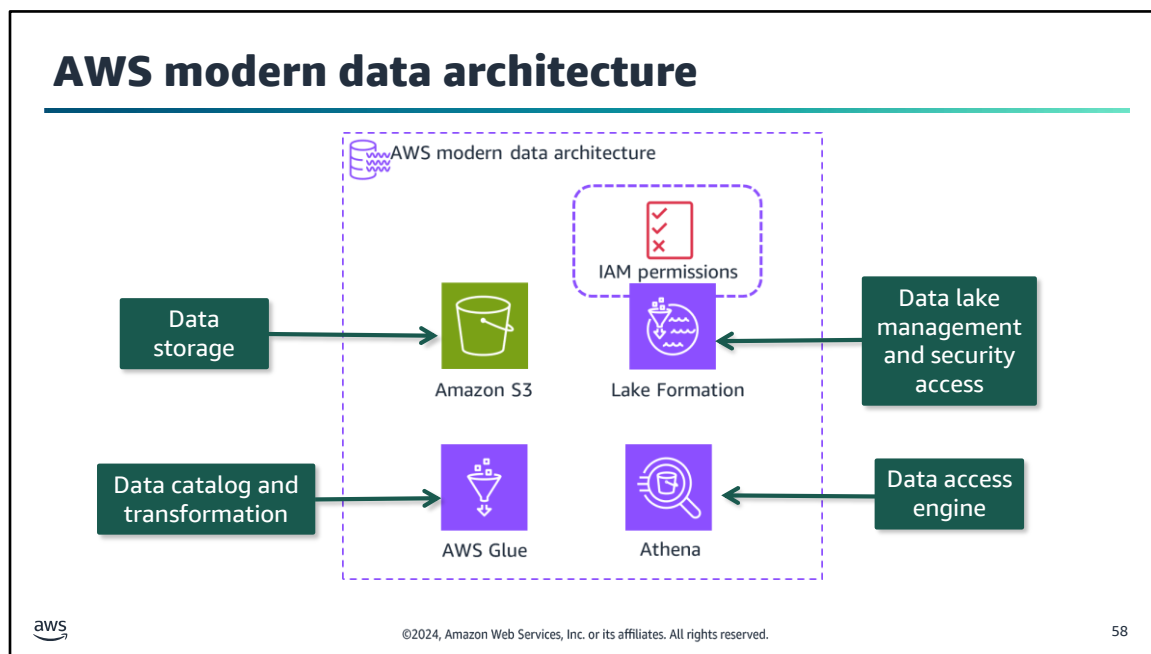 AWS modern data architecture
AWS modern data architecture
IAM permissions
Data
storage
Amazon S3
Lake Formation
Data lake
management
and security
access
Data catalog and
transformation
AWS Glue
Athena
Data access
engine
aws
©2024, Amazon Web Services, Inc. or its affiliates. All rights reserved.
58